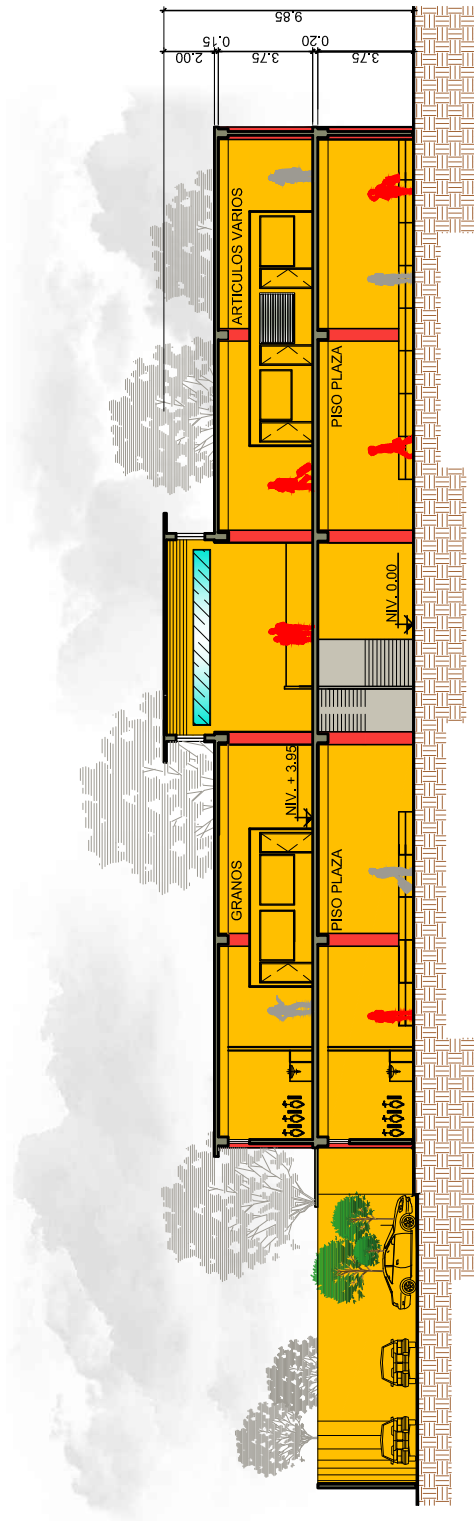 GRANOS
ARTICULOS VARIOS
NIV. + 3.95
PISO PLAZA
PISO PLAZA
NIV. 0.00
2.00
0.15
3.75
0.20
3.75
9.85